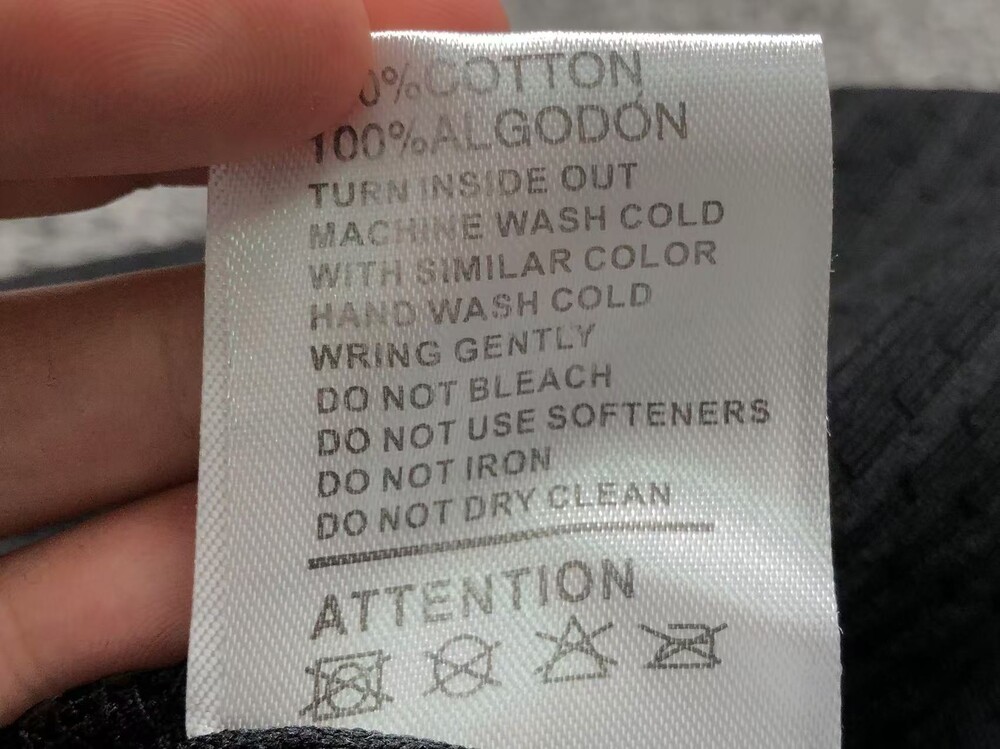 0%COTTON
100%ALGODÓN
TURN INSIDE OUT
MACHINE WASH COLD
WITH SIMILAR COLOR
HAND WASH COLD
WRING GENTLY
DO NOT BLEACH
DO NOT USE SOFTENERS
DO NOT IRON
DO NOT DRY CLEAN
ATTENTION